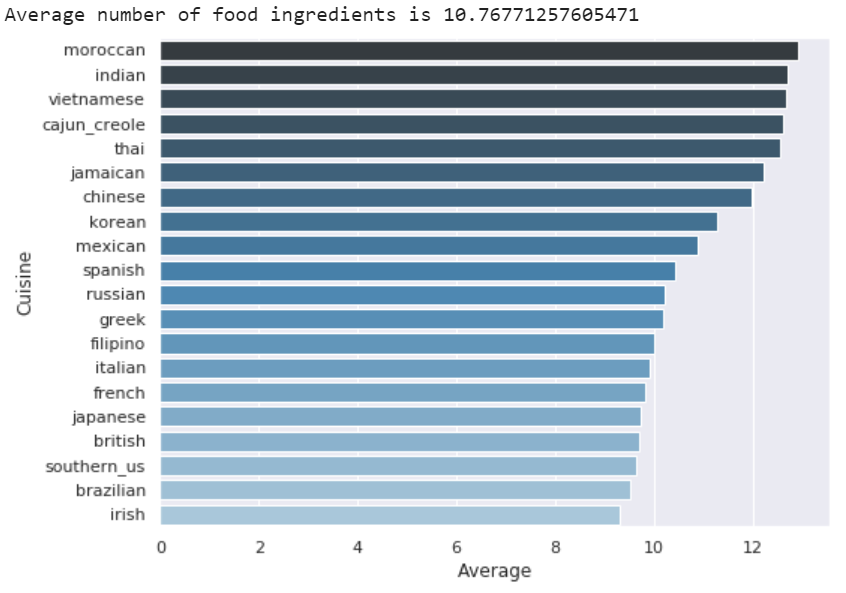 Average number of food ingredients is 10.76771257605471
moroccan
indian
vietnamese
cajun_creole
thai
jamaican
chinese
korean
mexican
spanish
russian
greek
filipino
italian
french
japanese
british
southern_us
brazilian
irish
Cuisine
0 2 4 6 8 10 12
Average